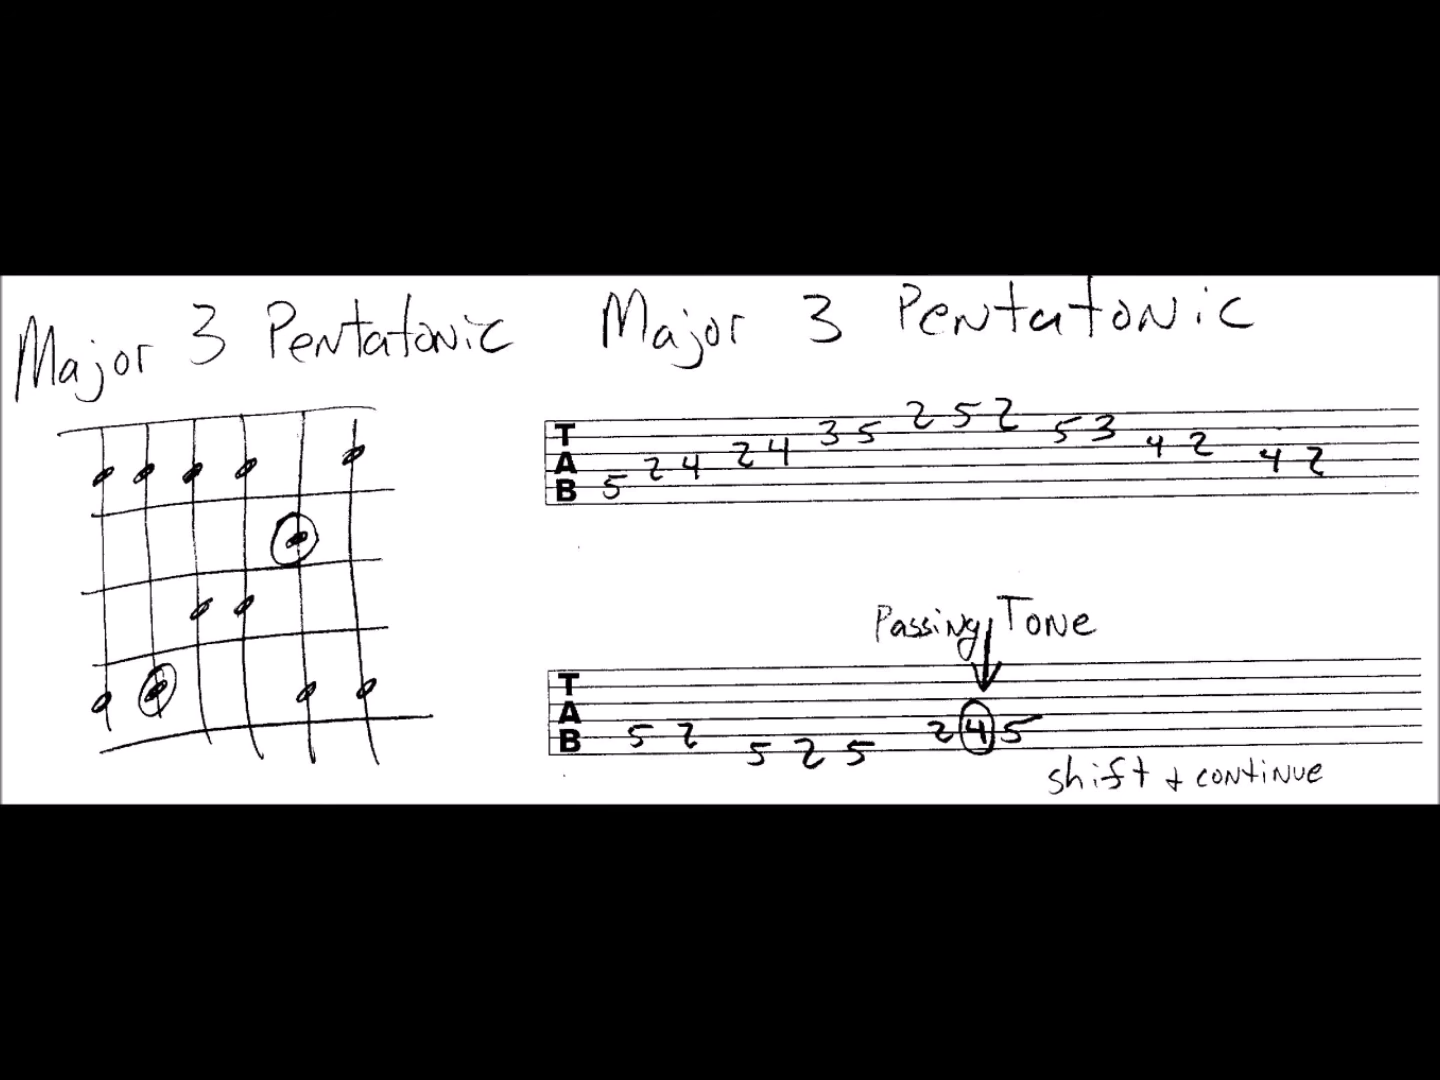 Major 3 Pentatonic
Major 3 Pentatonic
T
A
B
5 2 4 2 4 3 5 2 5 2 5 3 4 2 4 2
Passing Tone
T
A
B
5 2 5 2 5 2 4 5
shift + continue